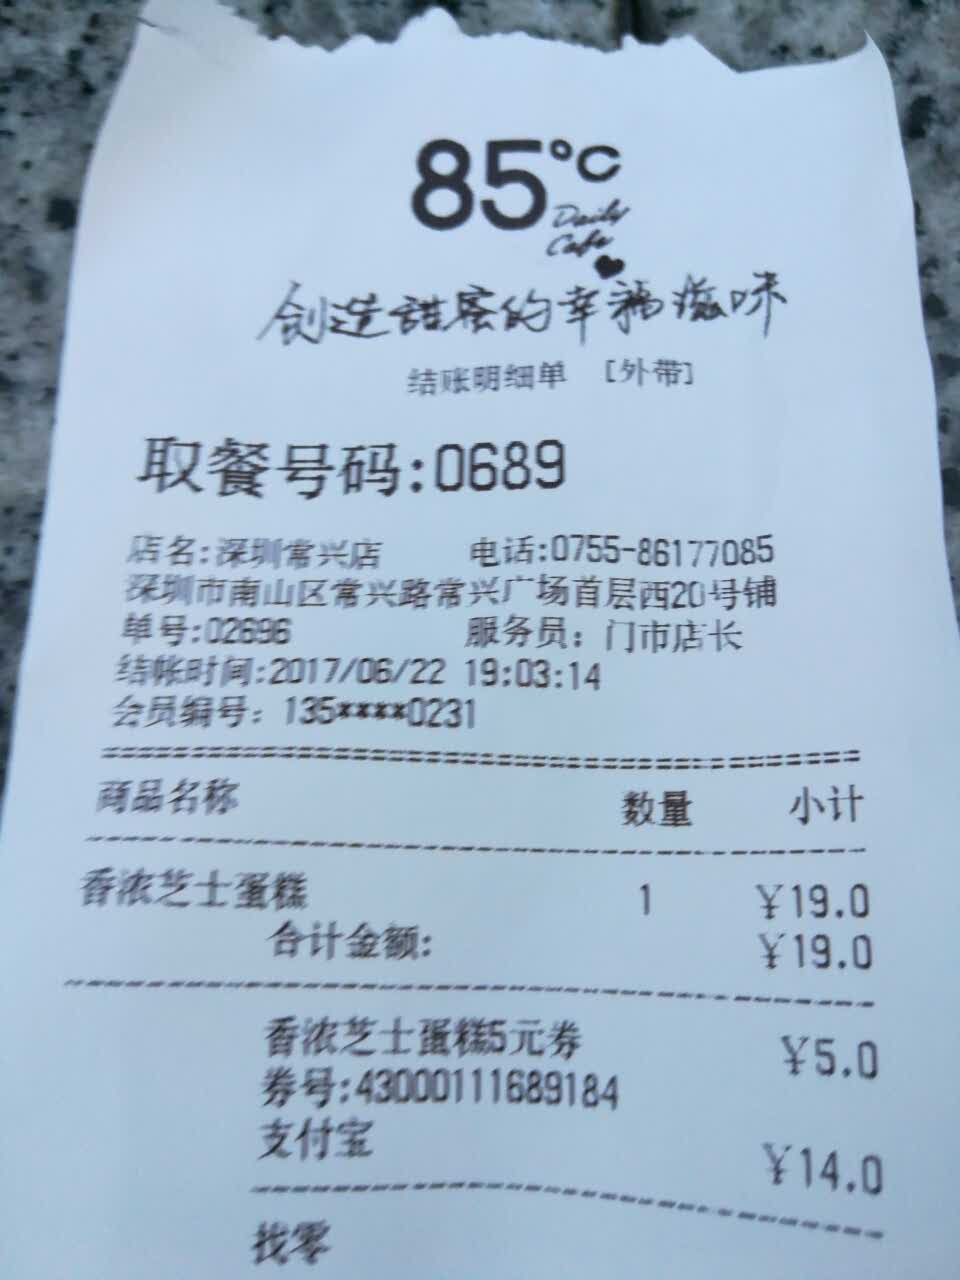 85°C
Daily
Cafe
创造甜蜜的幸福滋味
结账明细单 [外带]
取餐号码:0689
店名:深圳常兴店 电话:0755-86177085
深圳市南山区常兴路常兴广场首层西20号铺
单号:02696 服务员：门市店长
结帐时间:2017/06/22 19:03:14
会员编号：135****0231
商品名称 数量 小计
香浓芝士蛋糕 1 ¥19.0
合计金额: ¥19.0
香浓芝士蛋糕5元券 ¥5.0
券号:43000111689184
支付宝 ¥14.0
找零